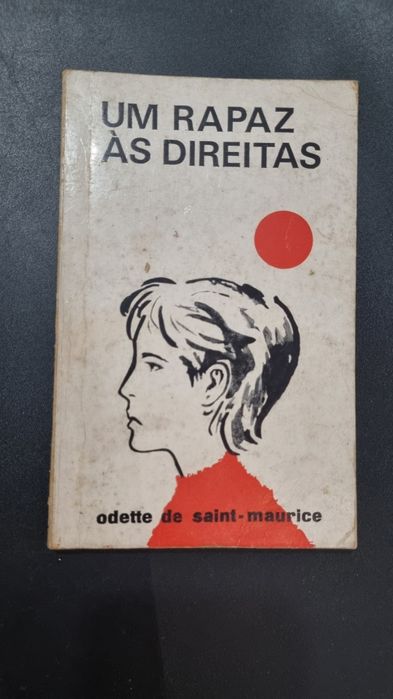 UM RAPAZ
ÀS DIREITAS
odette de saint-maurice